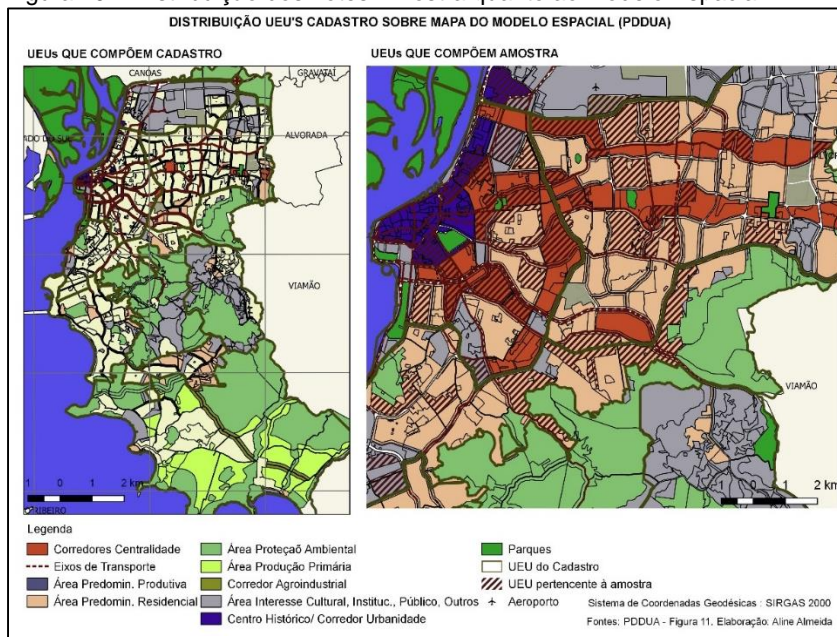 DISTRIBUIÇÃO UEU'S CADASTRO SOBRE MAPA DO MODELO ESPACIAL (PDDUA)
UEUs QUE COMPÕEM CADASTRO
UEUs QUE COMPÕEM AMOSTRA
CANOAS
GRAVATAÍ
ALVORADA
VIAMÃO
VIAMÃO
1 0 1 2 km
1 0 1 2 km
Legenda
Corredores Centralidade
Eixos de Transporte
Área Predomin. Produtiva
Área Predomin. Residencial
Área Proteçaõ Ambiental
Área Produção Primária
Corredor Agroindustrial
Área Interesse Cultural, Instituc., Público, Outros
Centro Histórico/ Corredor Urbanidade
Parques
UEU do Cadastro
UEU pertencente à amostra
Aeroporto
Sistema de Coordenadas Geodésicas : SIRGAS 2000
Fontes: PDDUA - Figura 11. Elaboração: Aline Almeida